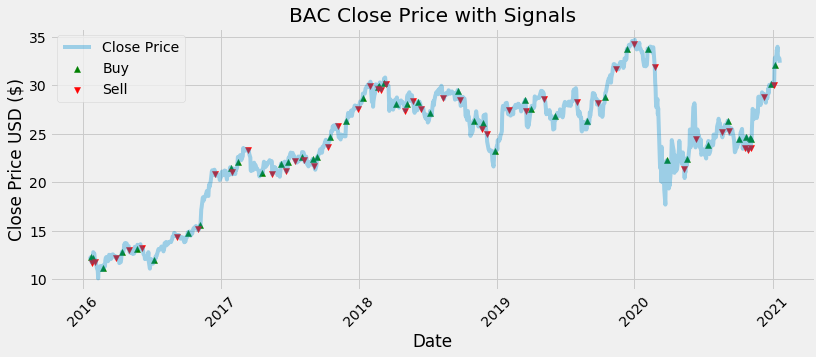 BAC Close Price with Signals
Close Price
Buy
Sell
Close Price USD ($)
35
30
25
20
15
10
2016
2017
2018
2019
2020
2021
Date